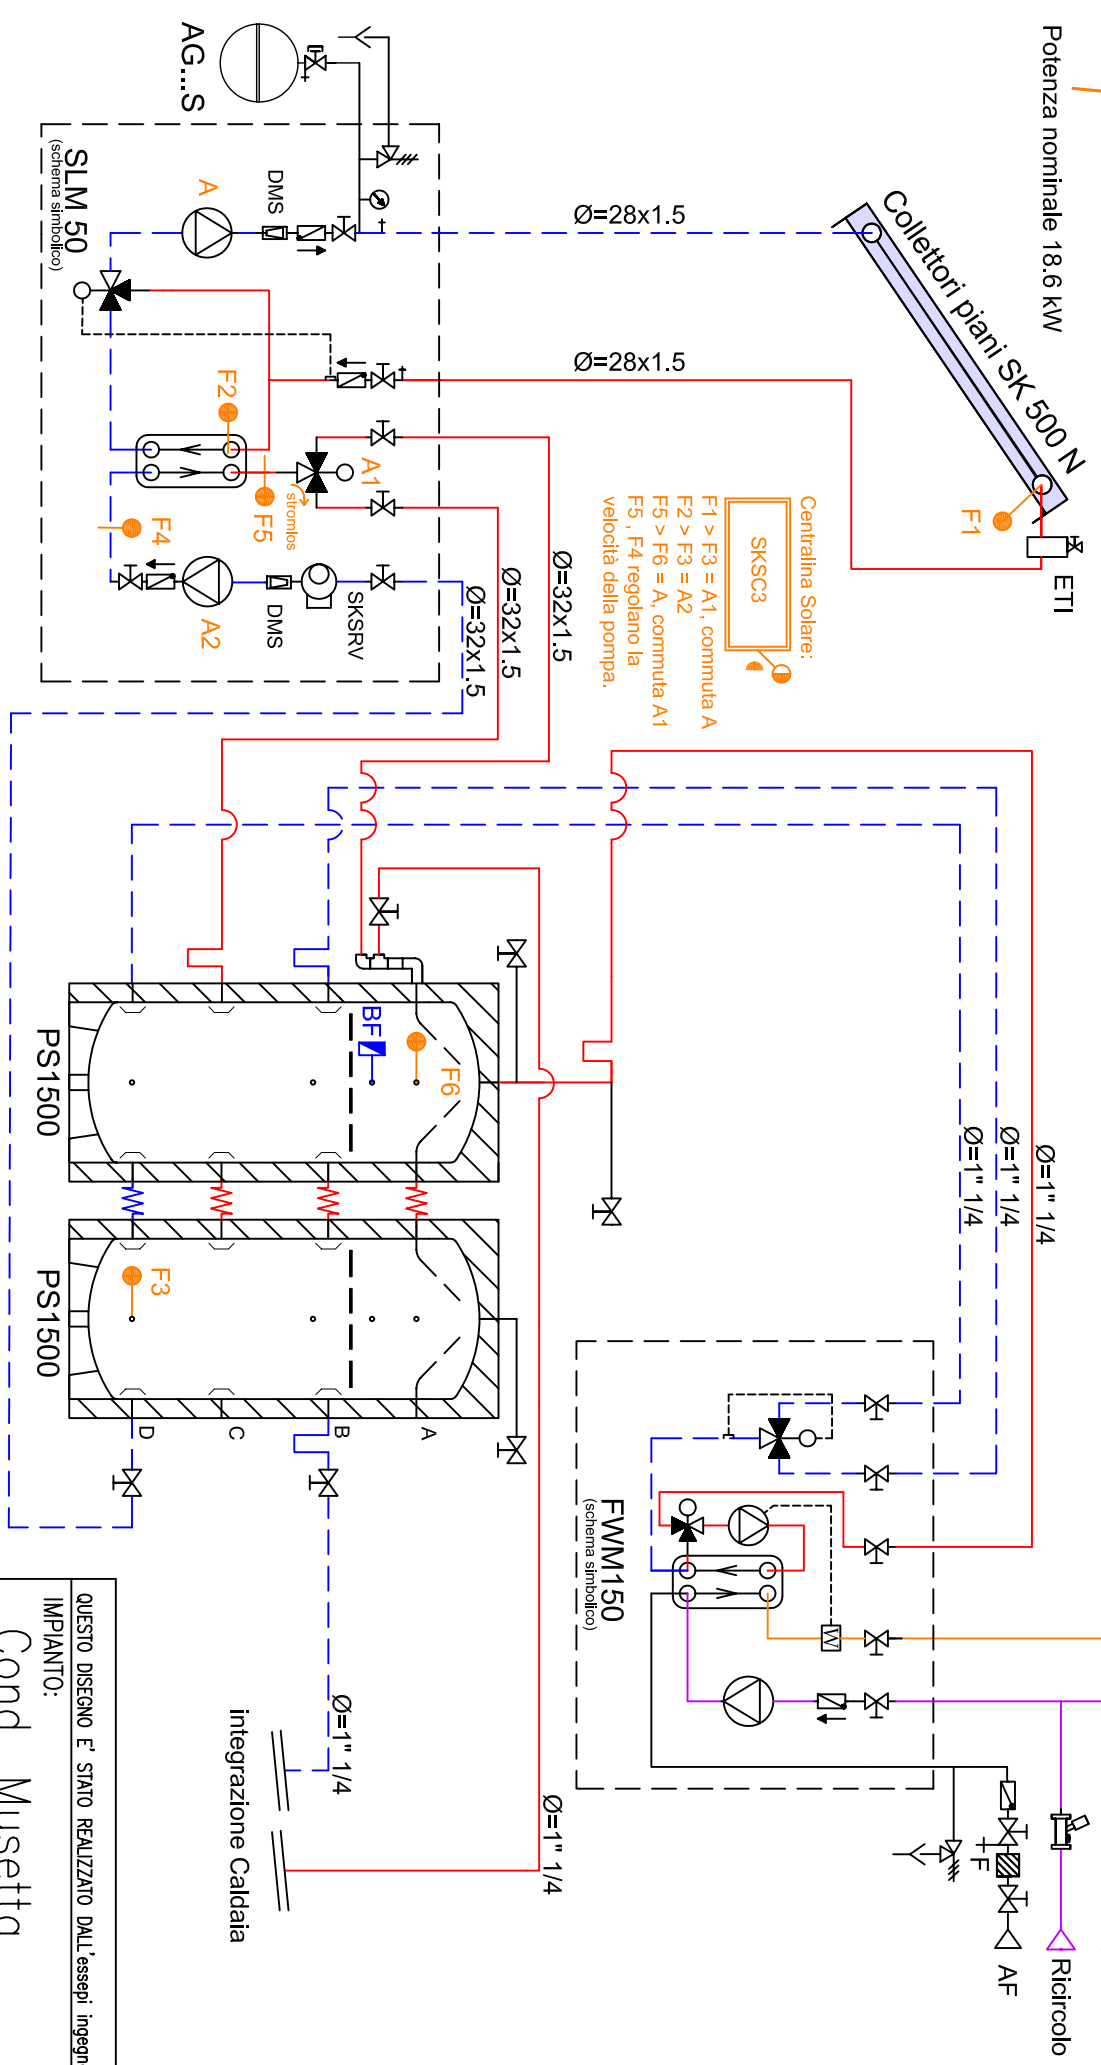 Potenza nominale 18.6 kW
Collettori piani SK 500 N
F1
ETI
Ø=28x1.5
Ø=28x1.5
AG...S
SLM 50
(schema simbolico)
A
DMS
F2
F5
A1
stromlos
F4
A2
DMS
SKSRV
Centralina Solare:
SKSC3
F1 > F3 = A1, commuta A
F2 > F3 = A2
F5 > F6 = A, commuta A1
F5 , F4 regolano la
velocità della pompa.
Ø=32x1.5
Ø=32x1.5
Ø=32x1.5
BF
F6
PS1500
F3
PS1500
A
B
C
D
Ø=1" 1/4
Ø=1" 1/4
Ø=1" 1/4
FWM150
(schema simbolico)
W
F
AF
Ricircolo
Ø=1" 1/4
Ø=1" 1/4
integrazione Caldaia
QUESTO DISEGNO E' STATO REALIZZATO DALL'essepi ingegn
IMPIANTO:
Cond Musetta